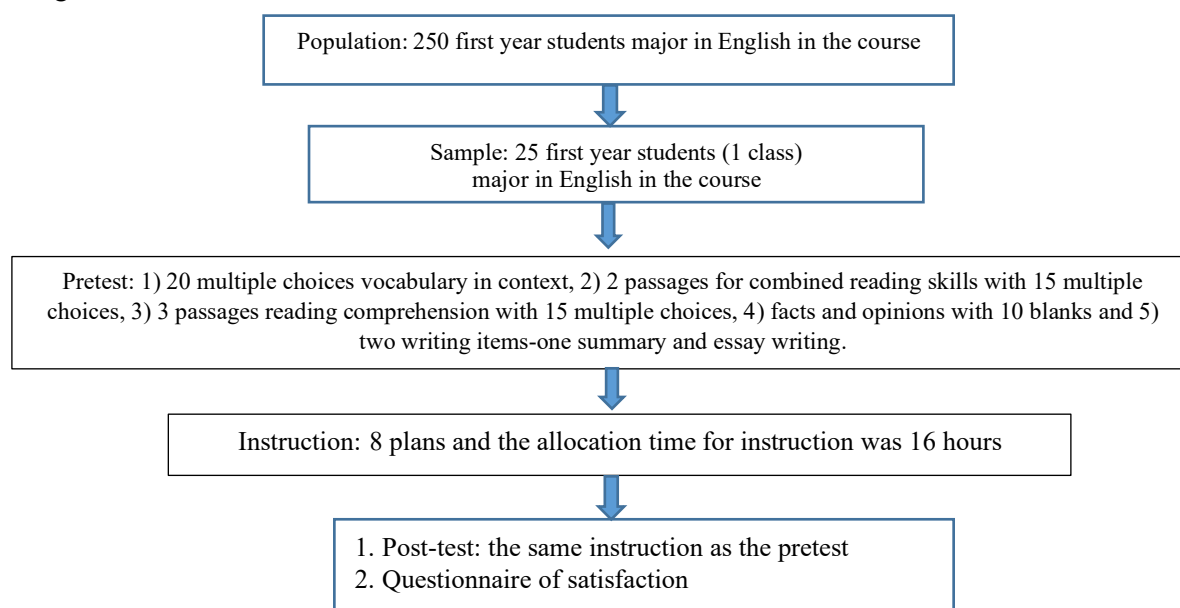 Population: 250 first year students major in English in the course
Sample: 25 first year students (1 class)
major in English in the course
Pretest: 1) 20 multiple choices vocabulary in context, 2) 2 passages for combined reading skills with 15 multiple
choices, 3) 3 passages reading comprehension with 15 multiple choices, 4) facts and opinions with 10 blanks and 5)
two writing items-one summary and essay writing.
Instruction: 8 plans and the allocation time for instruction was 16 hours
1. Post-test: the same instruction as the pretest
2. Questionnaire of satisfaction